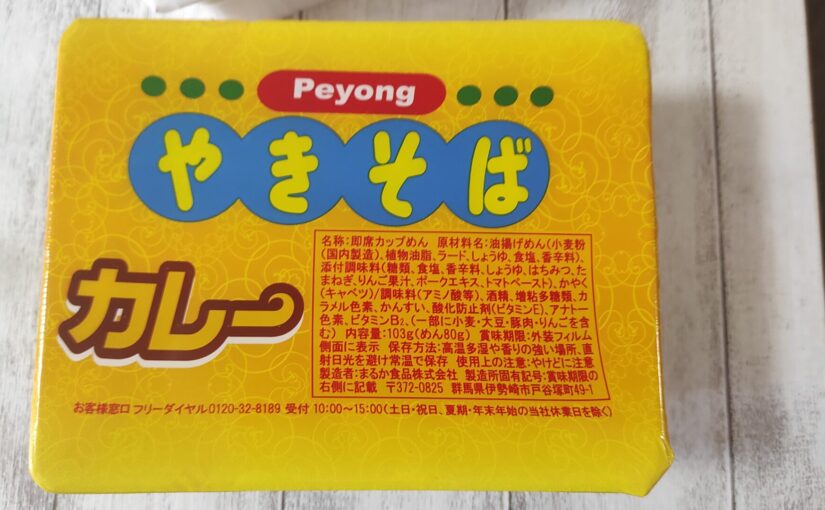 Peyong
やきそば
カレー
名称:即席カップめん 原材料名:油揚げめん(小麦粉
(国内製造)、植物油脂、ラード、しょうゆ、食塩、香辛料)、
添付調味料(糖類、食塩、香辛料、しょうゆ、はちみつ、た
まねぎ、りんご果汁、ポークエキス、トマトペースト)、かやく
(キャベツ)/調味料(アミノ酸等)、酒精、増粘多糖類、カ
ラメル色素、かんすい、酸化防止剤(ビタミンE)、アナトー
色素、ビタミンB₂、(一部に小麦・大豆・豚肉・りんごを含
む) 内容量:103g(めん80g) 賞味期限:外装フィルム
側面に表示 保存方法:高温多湿や香りの強い場所、直
射日光を避け常温で保存 使用上の注意:やけどに注意
製造者:まるか食品株式会社 製造所固有記号:賞味期限の
右側に記載 〒372-0825 群馬県伊勢崎市戸谷塚町49-1
お客様窓口 フリーダイヤル0120-32-8189 受付 10:00〜15:00(土日・祝日、夏期・年末年始の当社休業日を除く)